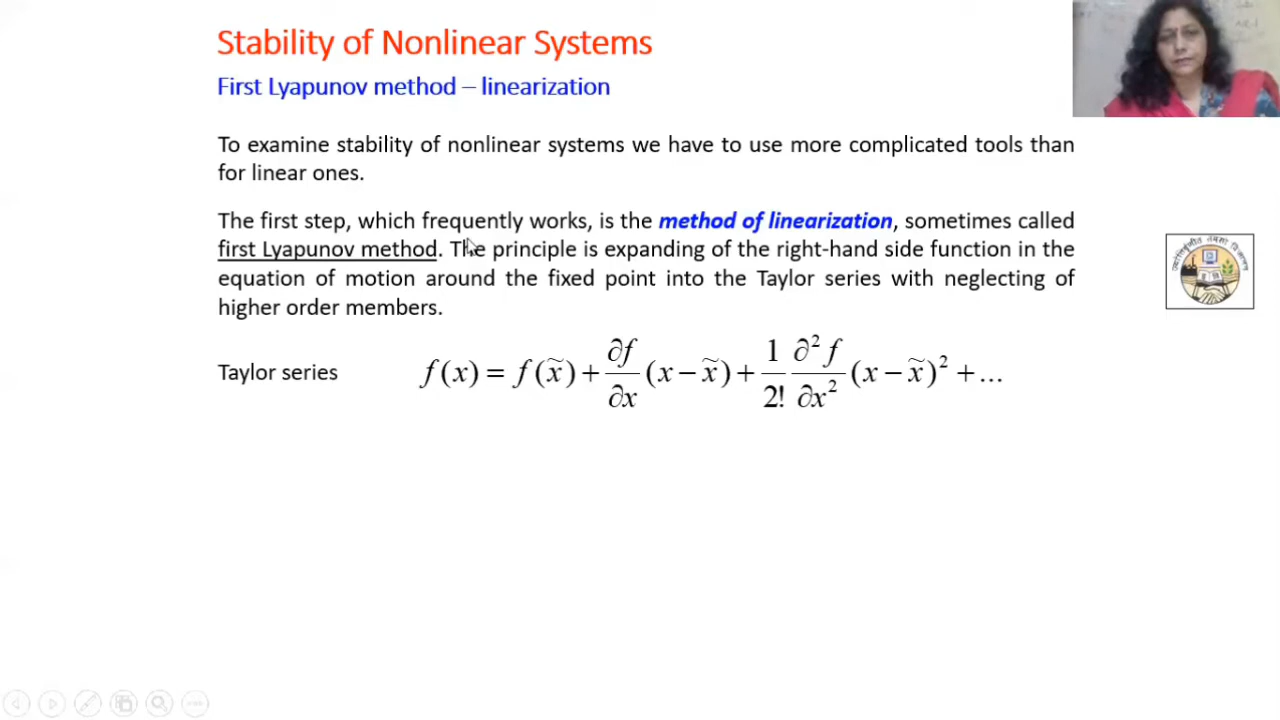 Stability of Nonlinear Systems
First Lyapunov method – linearization
To examine stability of nonlinear systems we have to use more complicated tools than
for linear ones.
The first step, which frequently works, is the method of linearization, sometimes called
first Lyapunov method. The principle is expanding of the right-hand side function in the
equation of motion around the fixed point into the Taylor series with neglecting of
higher order members.
Taylor series f(x) = f(x̃) + ∂f/∂x (x − x̃) + 1/2! ∂²f/∂x² (x − x̃)² + ...